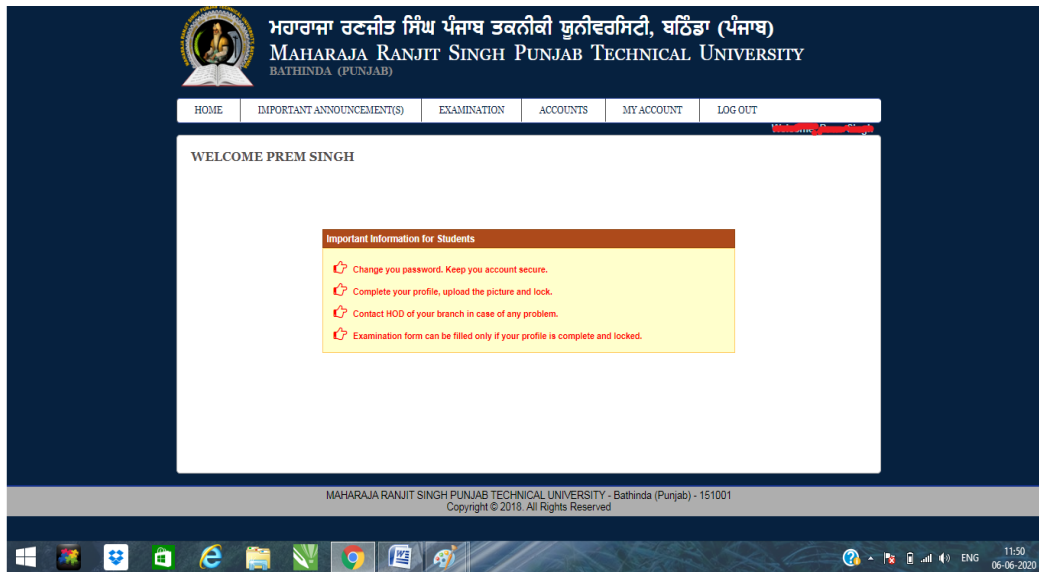 ਮਹਾਰਾਜਾ ਰਣਜੀਤ ਸਿੰਘ ਪੰਜਾਬ ਤਕਨੀਕੀ ਯੂਨੀਵਰਸਿਟੀ, ਬਠਿੰਡਾ (ਪੰਜਾਬ)
MAHARAJA RANJIT SINGH PUNJAB TECHNICAL UNIVERSITY
BATHINDA (PUNJAB)
HOME IMPORTANT ANNOUNCEMENT(S) EXAMINATION ACCOUNTS MY ACCOUNT LOG OUT
WELCOME PREM SINGH
Important Information for Students
Change you password. Keep you account secure.
Complete your profile, upload the picture and lock.
Contact HOD of your branch in case of any problem.
Examination form can be filled only if your profile is complete and locked.
MAHARAJA RANJIT SINGH PUNJAB TECHNICAL UNIVERSITY - Bathinda (Punjab) - 151001
Copyright © 2018. All Rights Reserved
ENG 11:50
06-06-2020